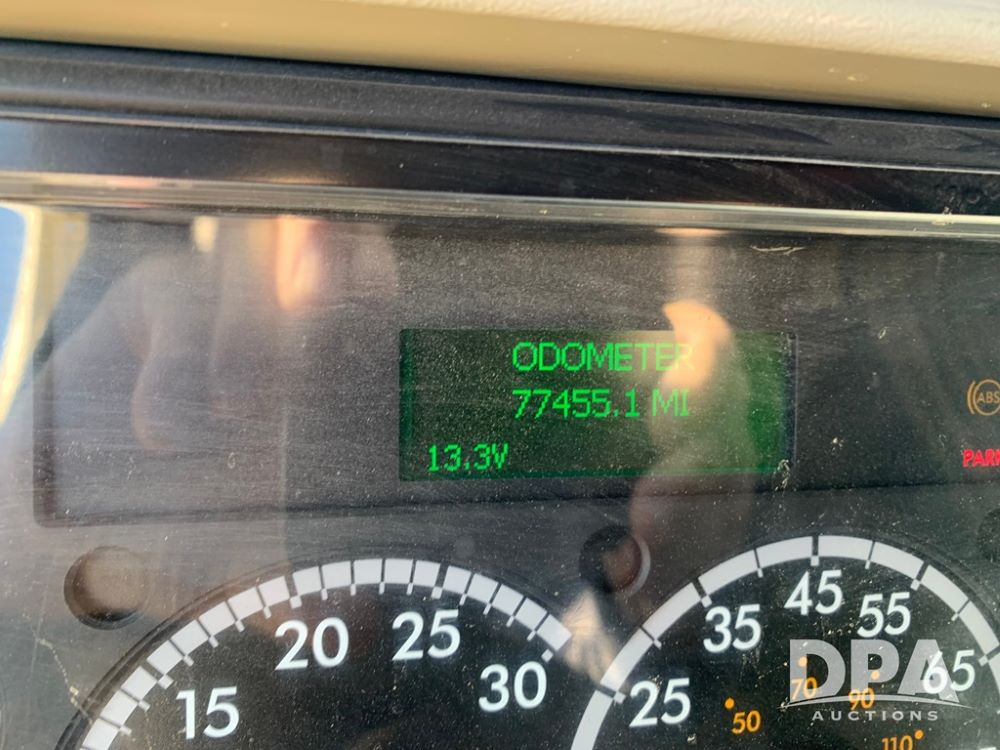 ODOMETER
77455.1 MI
13.3V
ABS
15 20 25 30
25 35 45 55 65
50 70 90 110
DPA
AUCTIONS